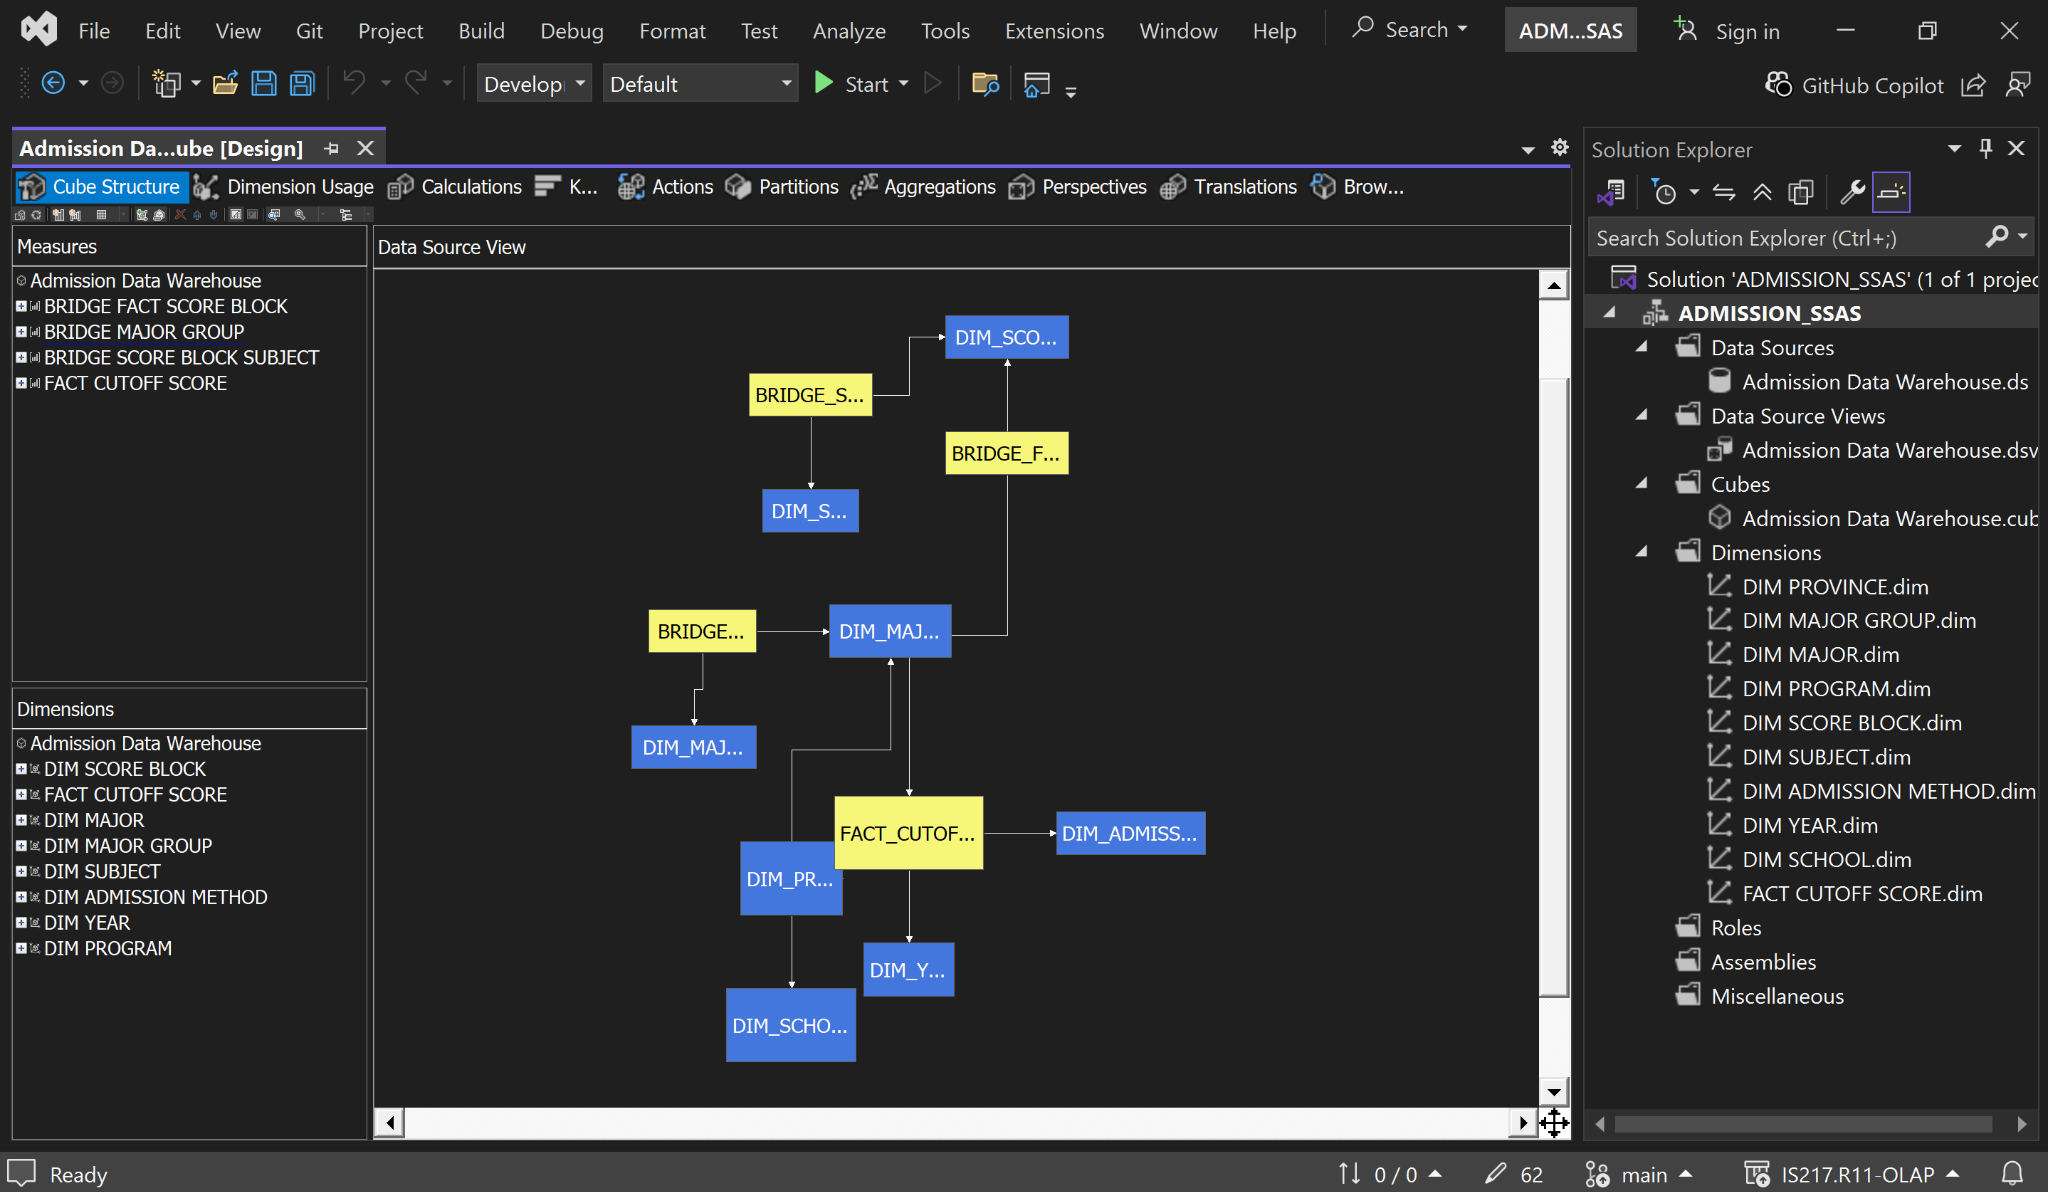 File Edit View Git Project Build Debug Format Test Analyze Tools Extensions Window Help Search ADM...SAS Sign in
Develop Default Start GitHub Copilot
Admission Da...ube [Design]
Cube Structure Dimension Usage Calculations K... Actions Partitions Aggregations Perspectives Translations Brow...
Measures
Admission Data Warehouse
BRIDGE FACT SCORE BLOCK
BRIDGE MAJOR GROUP
BRIDGE SCORE BLOCK SUBJECT
FACT CUTOFF SCORE
Dimensions
Admission Data Warehouse
DIM SCORE BLOCK
FACT CUTOFF SCORE
DIM MAJOR
DIM MAJOR GROUP
DIM SUBJECT
DIM ADMISSION METHOD
DIM YEAR
DIM PROGRAM
Data Source View
DIM_SCO...
BRIDGE_S...
BRIDGE_F...
DIM_S...
BRIDGE...
DIM_MAJ...
DIM_MAJ...
FACT_CUTOF...
DIM_ADMISS...
DIM_PR...
DIM_Y...
DIM_SCHO...
Solution Explorer
Search Solution Explorer (Ctrl+;)
Solution 'ADMISSION_SSAS' (1 of 1 projec
ADMISSION_SSAS
Data Sources
Admission Data Warehouse.ds
Data Source Views
Admission Data Warehouse.dsv
Cubes
Admission Data Warehouse.cub
Dimensions
DIM PROVINCE.dim
DIM MAJOR GROUP.dim
DIM MAJOR.dim
DIM PROGRAM.dim
DIM SCORE BLOCK.dim
DIM SUBJECT.dim
DIM ADMISSION METHOD.dim
DIM YEAR.dim
DIM SCHOOL.dim
FACT CUTOFF SCORE.dim
Roles
Assemblies
Miscellaneous
Ready 0 / 0 62 main IS217.R11-OLAP